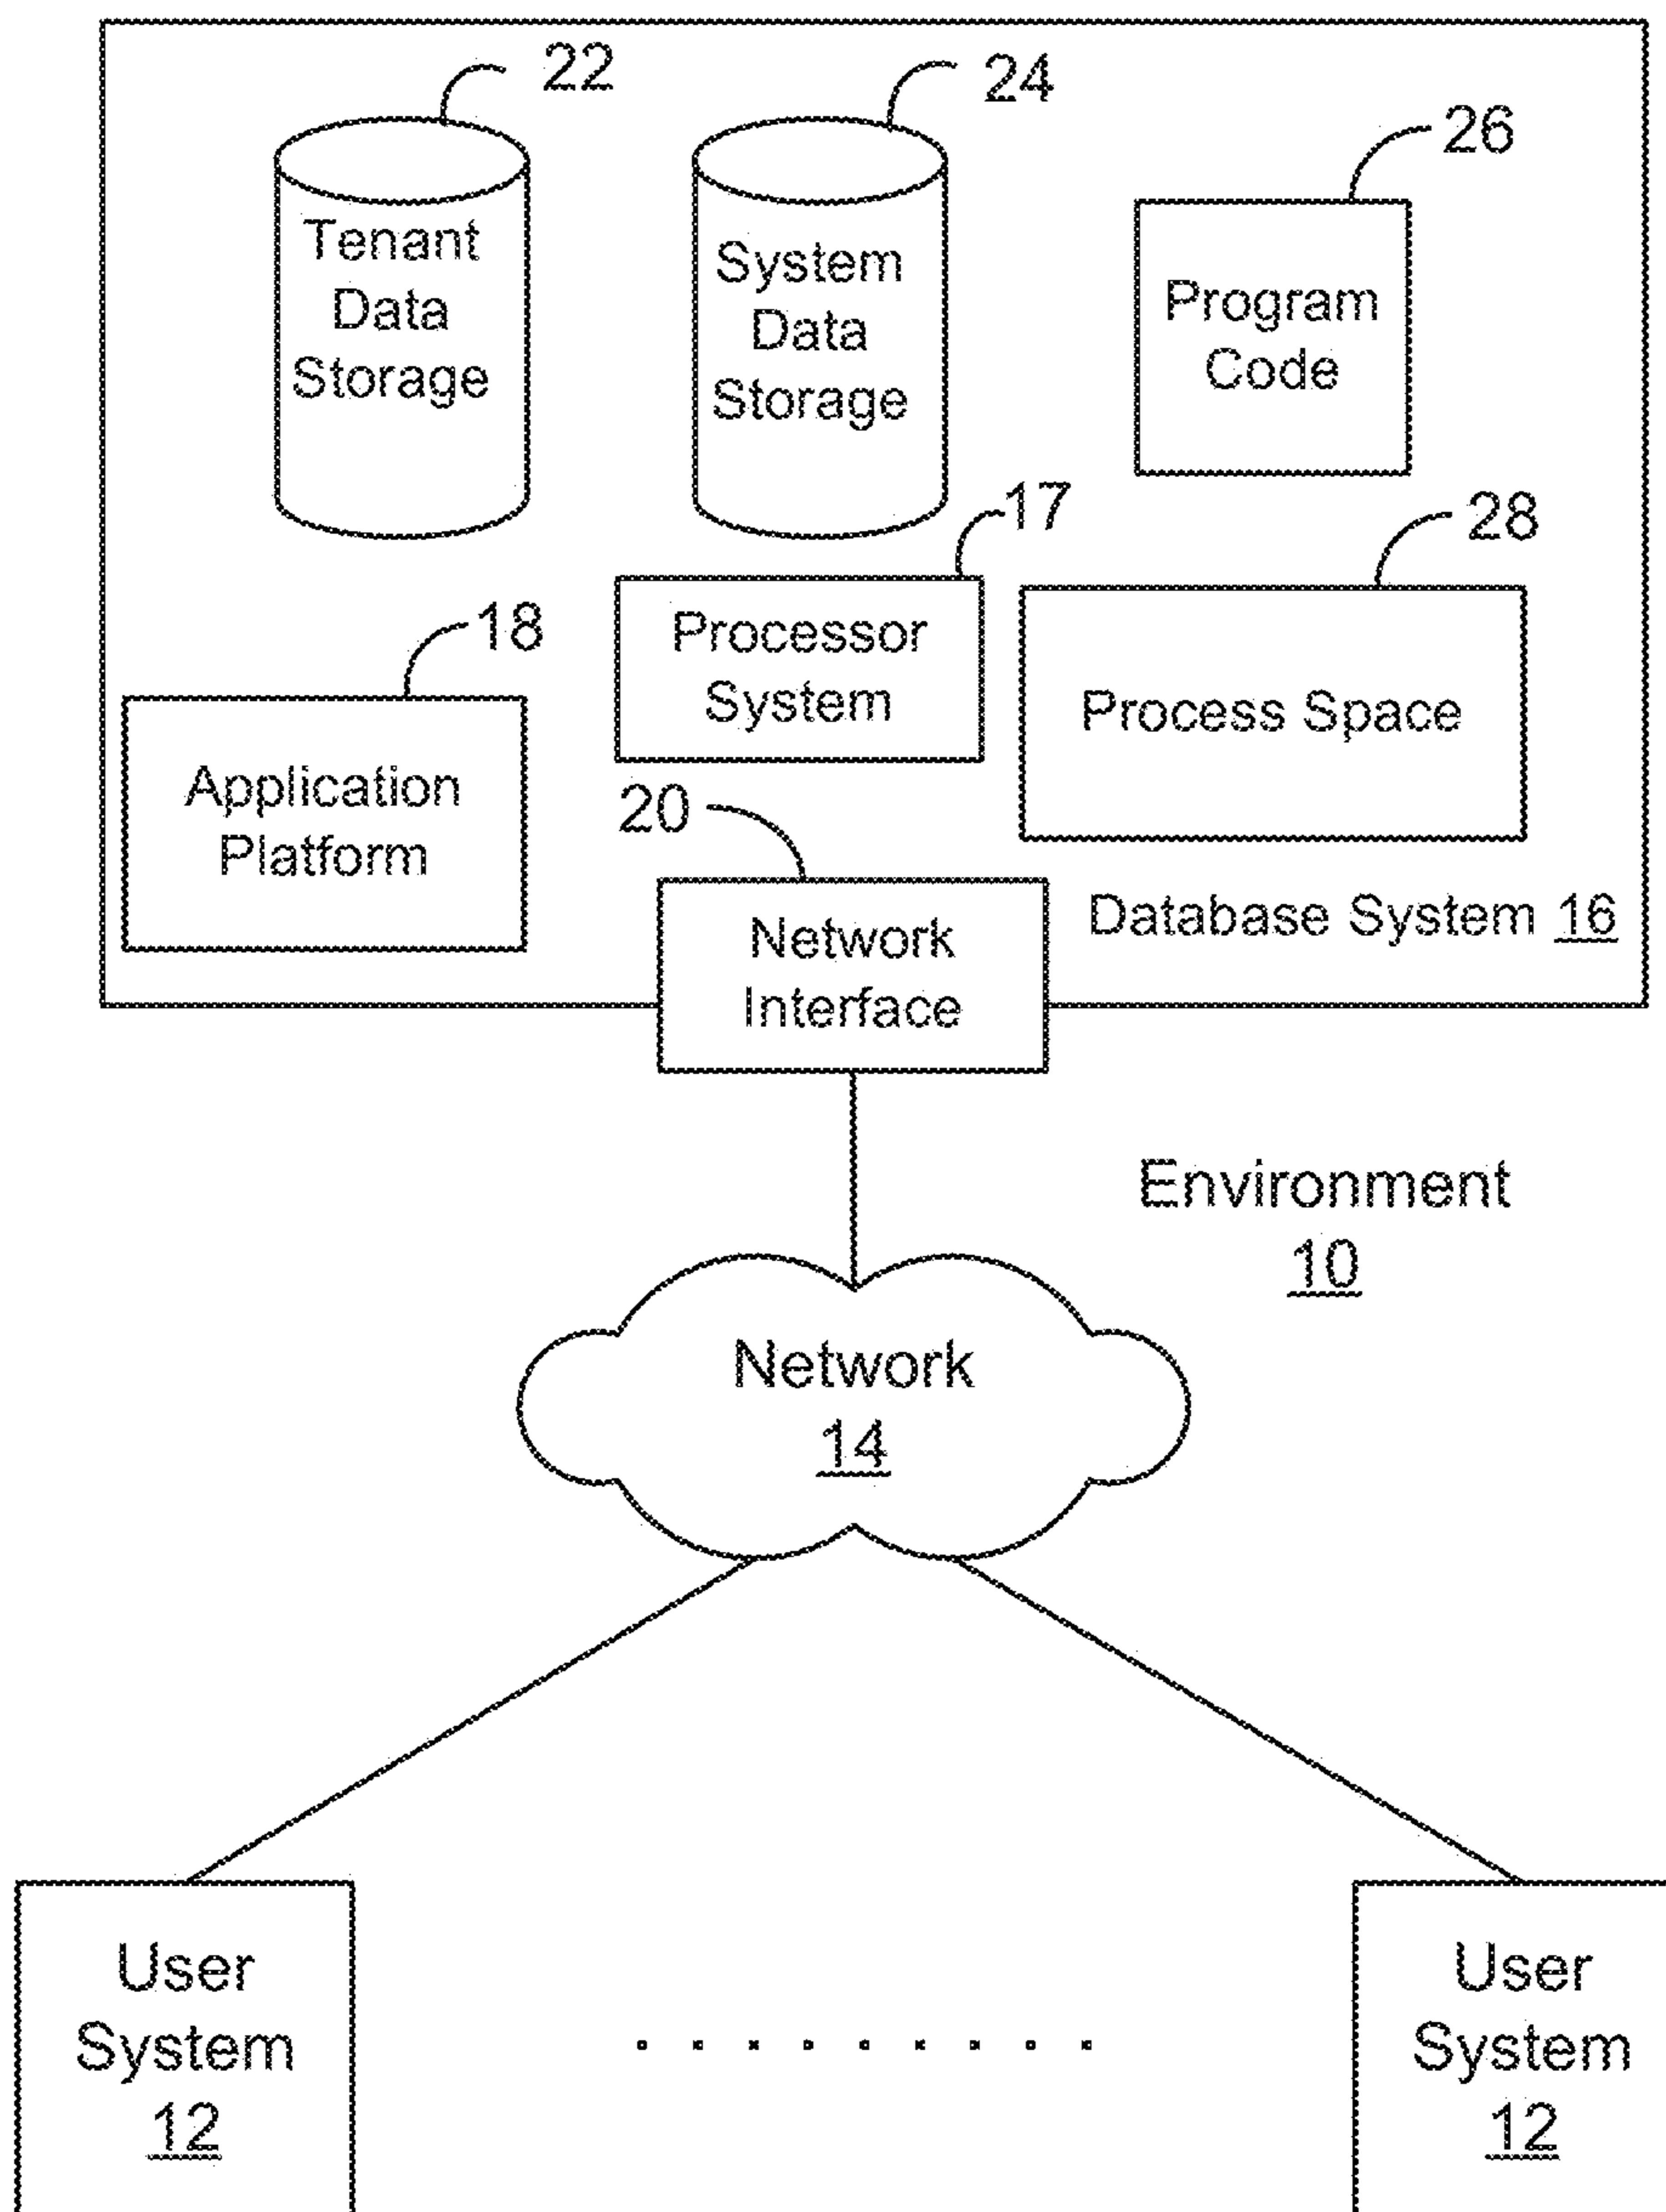 22
24
26
Tenant
Data
Storage
System
Data
Storage
Program
Code
17
28
18
Processor
System
Process Space
Application
Platform
20
Database System 16
Network
Interface
Environment
10
Network
14
User
System
12
User
System
12